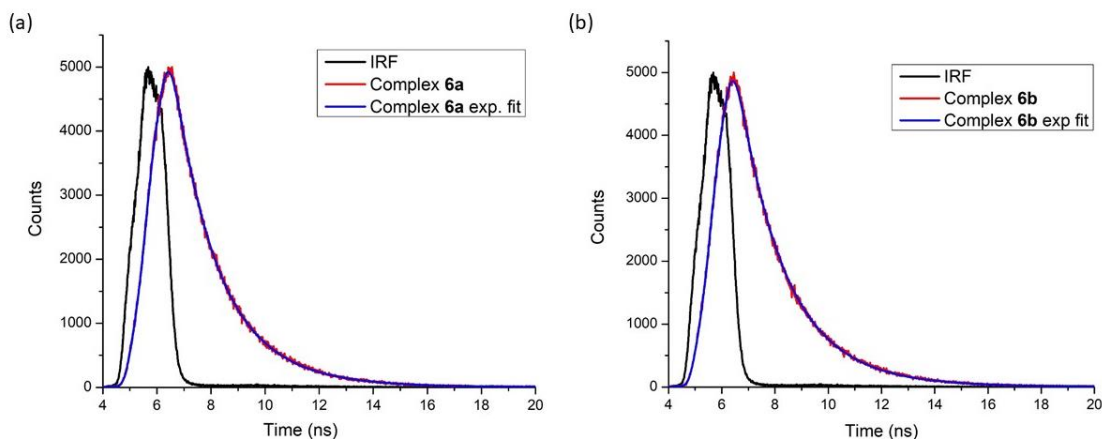 (a)
IRF
Complex 6a
Complex 6a exp. fit
5000
4000
3000
2000
1000
0
Counts
4 6 8 10 12 14 16 18 20
Time (ns)
(b)
IRF
Complex 6b
Complex 6b exp fit
5000
4000
3000
2000
1000
0
Counts
4 6 8 10 12 14 16 18 20
Time (ns)